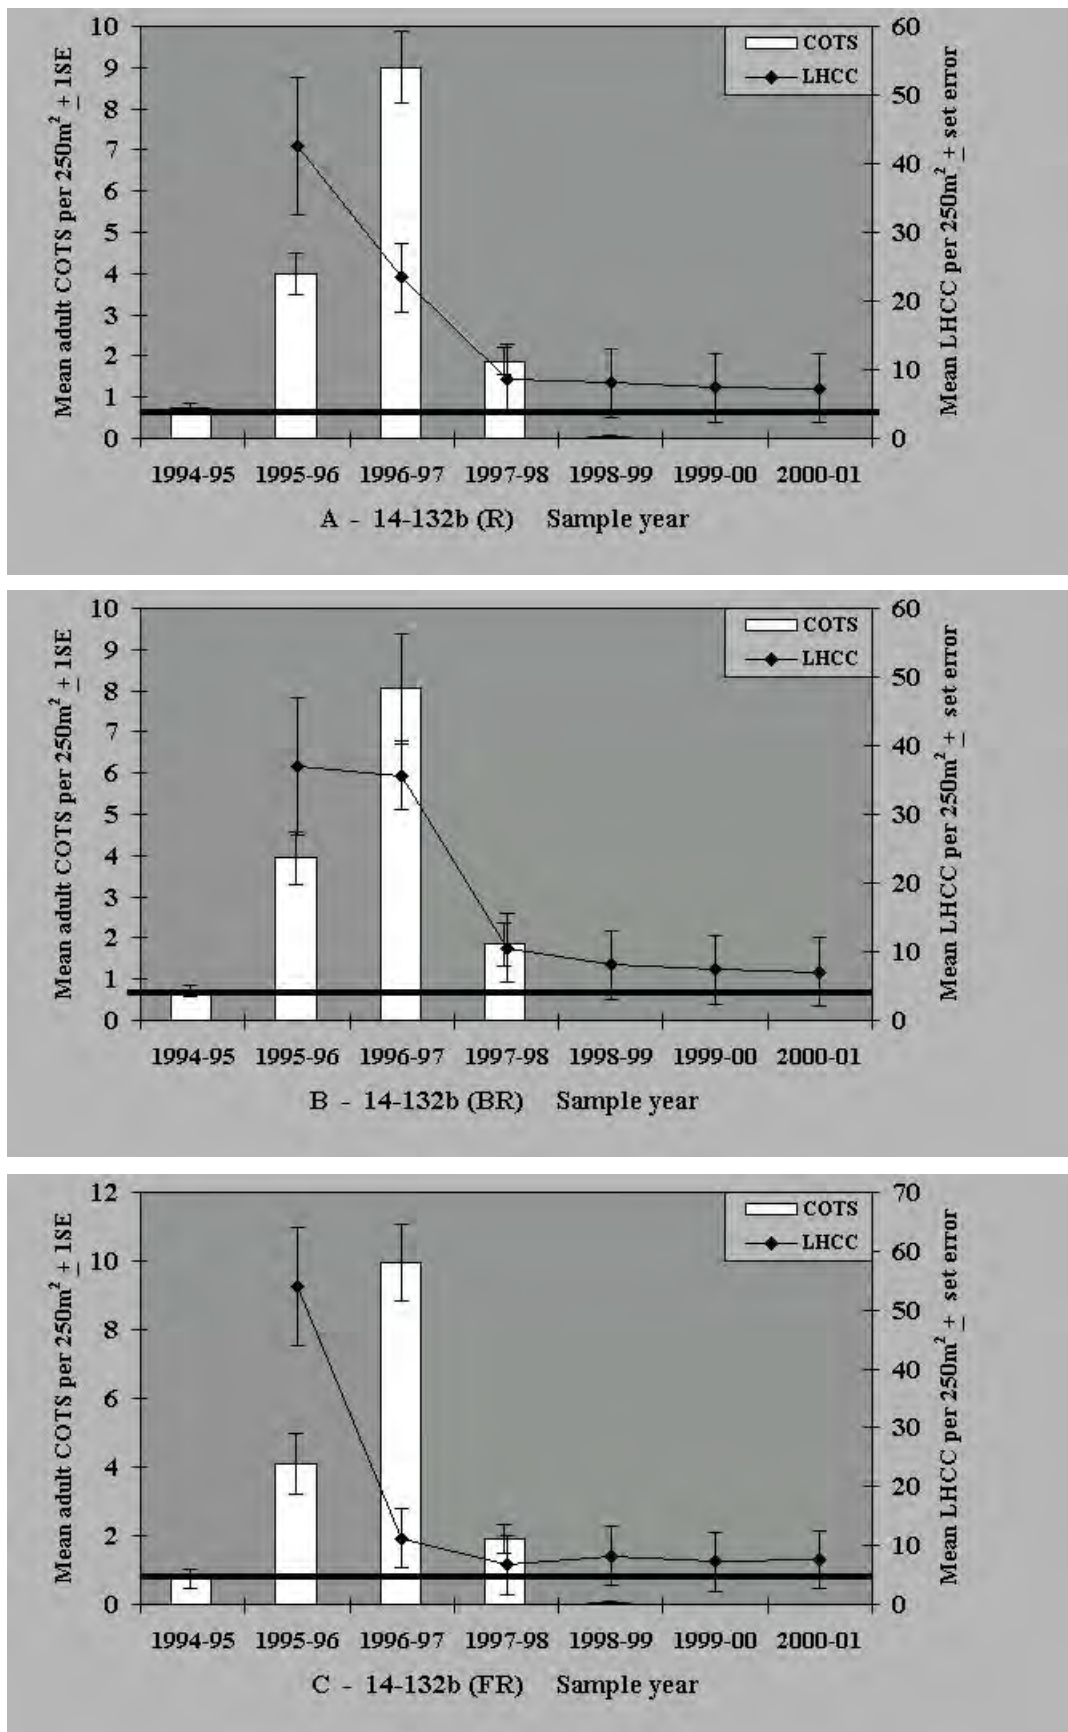 10
9
8
7
6
5
4
3
2
1
0
Mean adult COTS per 250m² ± 1SE
COTS
LHCC
60
50
40
30
20
10
0
Mean LHCC per 250m² ± set error
1994-95 1995-96 1996-97 1997-98 1998-99 1999-00 2000-01
A - 14-132b (R) Sample year
10
9
8
7
6
5
4
3
2
1
0
Mean adult COTS per 250m² ± 1SE
COTS
LHCC
60
50
40
30
20
10
0
Mean LHCC per 250m² ± set error
1994-95 1995-96 1996-97 1997-98 1998-99 1999-00 2000-01
B - 14-132b (BR) Sample year
12
10
8
6
4
2
0
Mean adult COTS per 250m² ± 1SE
COTS
LHCC
70
60
50
40
30
20
10
0
Mean LHCC per 250m² ± set error
1994-95 1995-96 1996-97 1997-98 1998-99 1999-00 2000-01
C - 14-132b (FR) Sample year